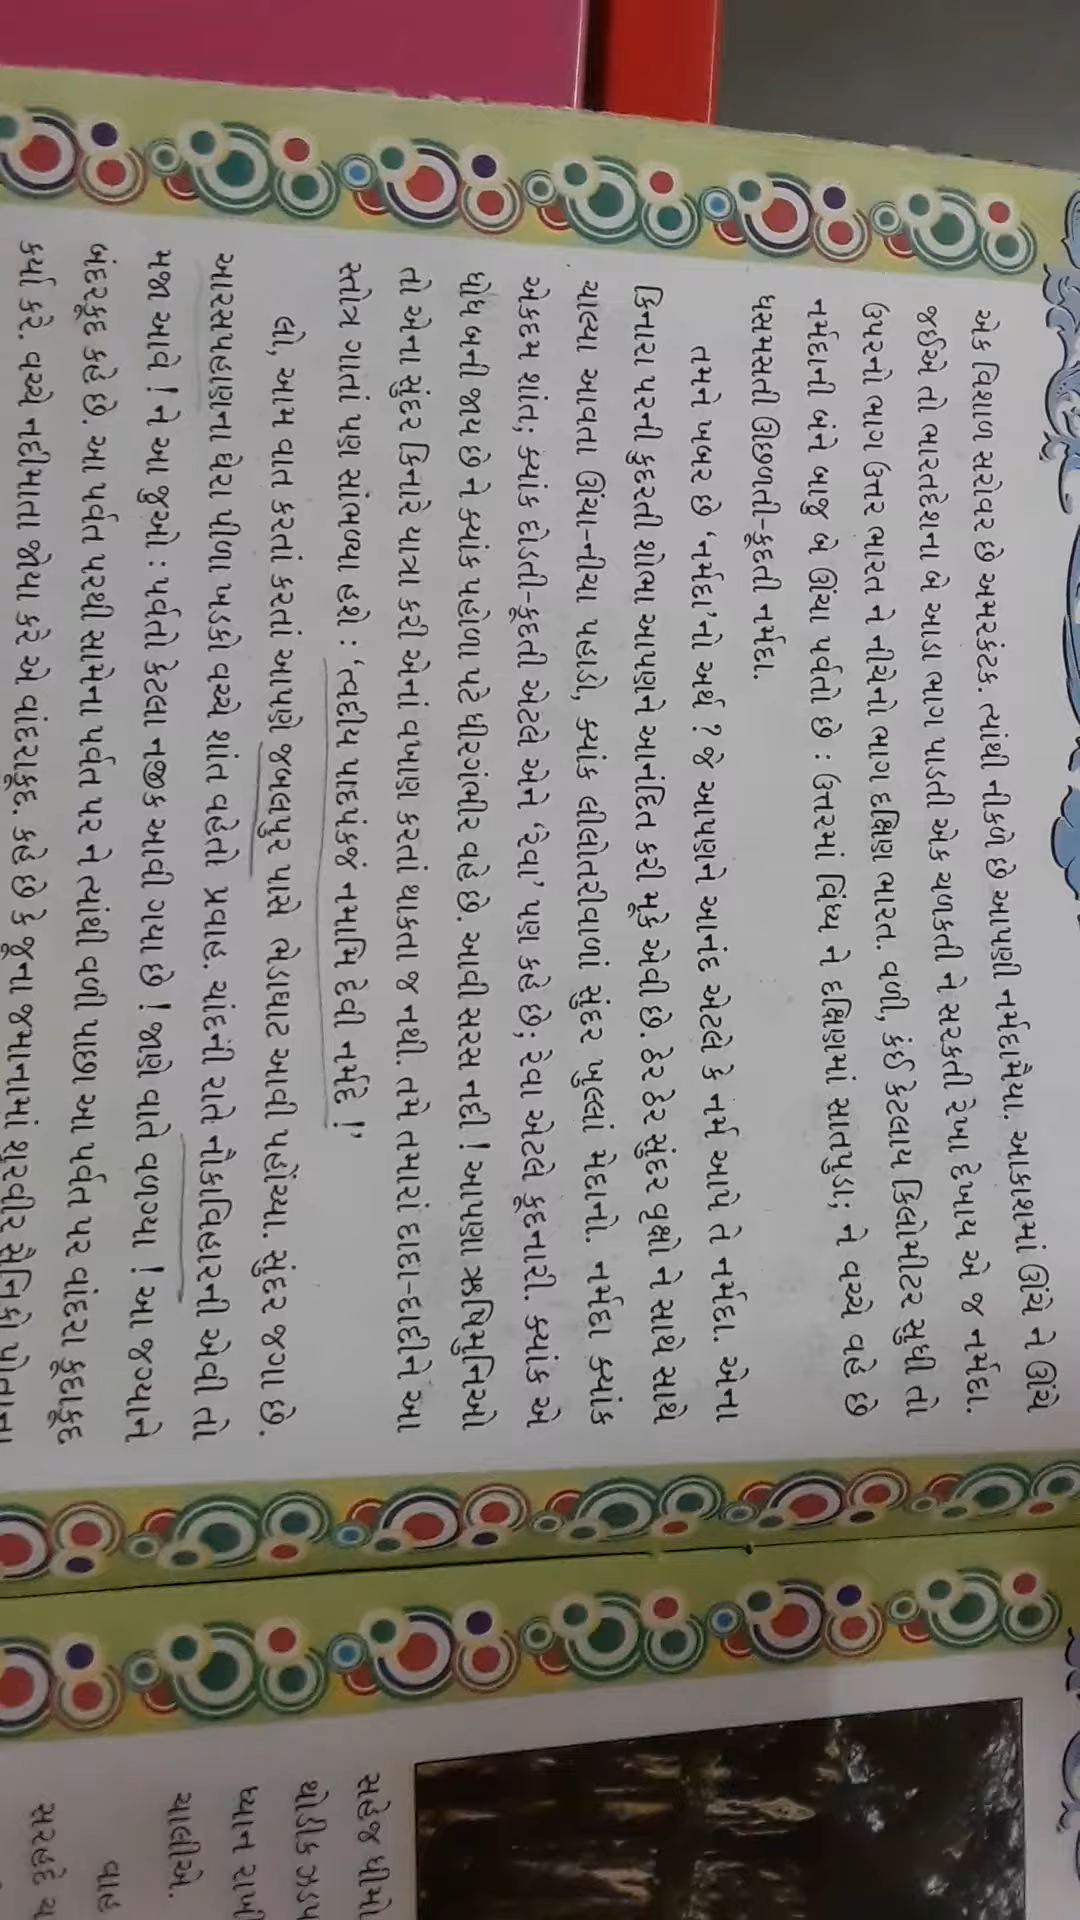 એક વિશાળ સરોવર છે અમરકંટક. ત્યાંથી નીકળે છે આપણી નર્મદામૈયા. આકાશમાં ઊંચે ને ઊંચે
જઈએ તો ભારતદેશના બે આડા ભાગ પાડતી એક ચળકતી ને સરકતી રેખા દેખાય એ જ નર્મદા.
ઉપરનો ભાગ ઉત્તર ભારત ને નીચેનો ભાગ દક્ષિણ ભારત. વળી, કંઈ કેટલાય કિલોમીટર સુધી તો
નર્મદાની બંને બાજુ બે ઊંચા પર્વતો છે : ઉત્તરમાં વિંધ્ય ને દક્ષિણમાં સાતપુડા; ને વચ્ચે વહે છે
ધસમસતી ઊછળતી-કૂદતી નર્મદા.
તમને ખબર છે ‘નર્મદા’નો અર્થ ? જે આપણને આનંદ એટલે કે નર્મ આપે તે નર્મદા. એના
કિનારા પરની કુદરતી શોભા આપણને આનંદિત કરી મૂકે એવી છે. ઠેર ઠેર સુંદર વૃક્ષો ને સાથે સાથે
ચાલ્યા આવતા ઊંચા-નીચા પહાડો, ક્યાંક લીલોતરીવાળાં સુંદર ખુલ્લાં મેદાનો. નર્મદા ક્યાંક
એકદમ શાંત; ક્યાંક દોડતી-કૂદતી એટલે એને ‘રેવા’ પણ કહે છે; રેવા એટલે કૂદનારી. ક્યાંક એ
ધોધ બની જાય છે ને ક્યાંક પહોળા પટે ધીરગંભીર વહે છે. આવી સરસ નદી ! આપણા ઋષિમુનિઓ
તો એના સુંદર કિનારે યાત્રા કરી એનાં વખાણ કરતાં થાકતા જ નથી. તમે તમારાં દાદા-દાદીને આ
સ્તોત્ર ગાતાં પણ સાંભળ્યા હશે : ‘ત્વદીય પાદપંકજં નમામિ દેવી નર્મદે !’
લો, આમ વાત કરતાં કરતાં આપણે જબલપુર પાસે ભેડાઘાટ આવી પહોંચ્યા. સુંદર જગા છે.
આરસપહાણના ઘેરા પીળા ખડકો વચ્ચે શાંત વહેતો પ્રવાહ. ચાંદની રાતે નૌકાવિહારની એવી તો
મજા આવે ! ને આ જુઓ : પર્વતો કેટલા નજીક આવી ગયા છે ! જાણે વાતે વળગ્યા ! આ જગ્યાને
બંદરકૂદ કહે છે. આ પર્વત પરથી સામેના પર્વત પર ને ત્યાંથી વળી પાછા આ પર્વત પર વાંદરા કૂદાકૂદ
કર્યા કરે. વચ્ચે નદીમાતા જોયા કરે એ વાંદરાકૂદ. કહે છે કે જૂના જમાનામાં શૂરવીર સૈનિકો પોતાના
સહેજ ધીમે
થોડીક ઝડપ
ધ્યાન રાખી
ચાલીએ.
વાહ
સરહદે ચ